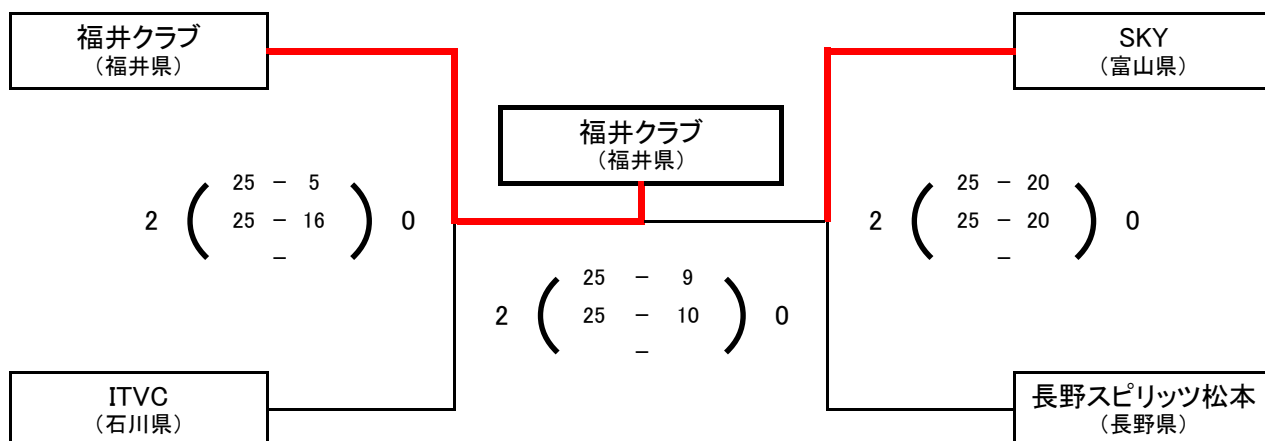 福井クラブ
（福井県）
SKY
（富山県）
福井クラブ
（福井県）
2 ( 25 － 5
25 － 16
－ ) 0
2 ( 25 － 20
25 － 20
－ ) 0
2 ( 25 － 9
25 － 10
－ ) 0
ITVC
（石川県）
長野スピリッツ松本
（長野県）